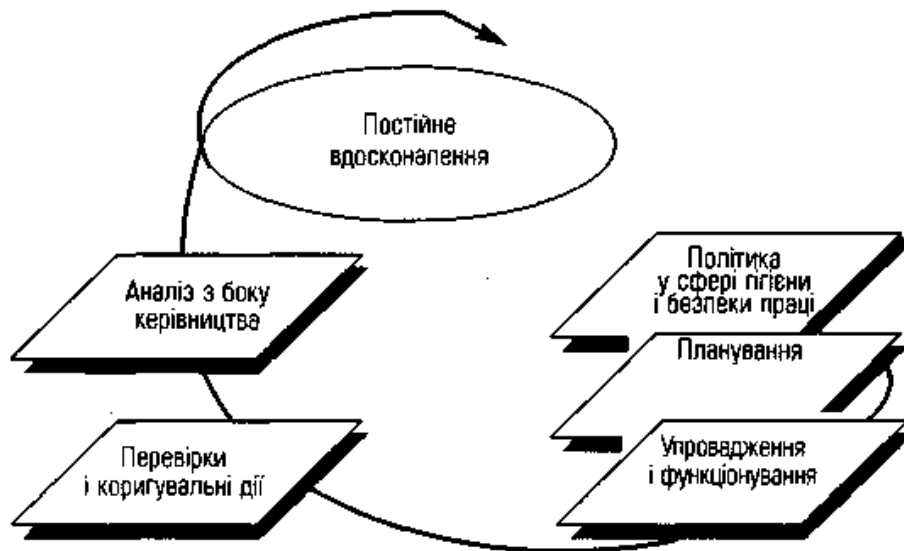 Постійне
вдосконалення
Аналіз з боку
керівництва
Політика
у сфері гігієни
і безпеки праці
Планування
Перевірки
і коригувальні дії
Упровадження
і функціонування